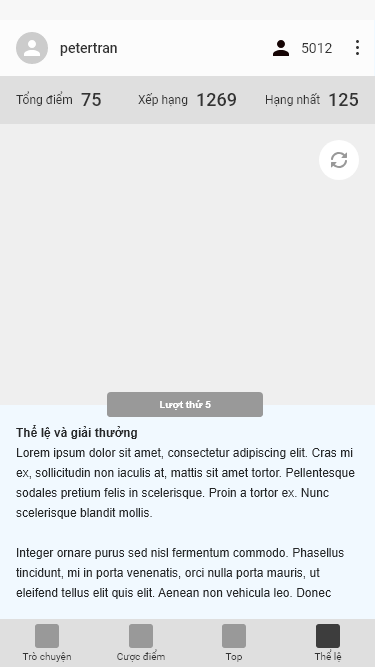 petertran 5012
Tổng điểm 75 Xếp hạng 1269 Hạng nhất 125
Lượt thứ 5
Thể lệ và giải thưởng
Lorem ipsum dolor sit amet, consectetur adipiscing elit. Cras mi
ex, sollicitudin non iaculis at, mattis sit amet tortor. Pellentesque
sodales pretium felis in scelerisque. Proin a tortor ex. Nunc
scelerisque blandit mollis.
Integer ornare purus sed nisl fermentum commodo. Phasellus
tincidunt, mi in porta venenatis, orci nulla porta mauris, ut
eleifend tellus elit quis elit. Aenean non vehicula leo. Donec
Trò chuyện Cược điểm Top Thể lệ